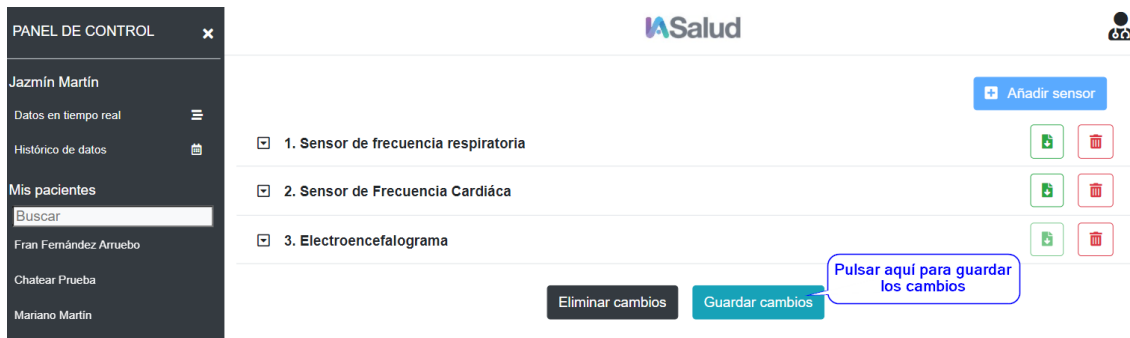 PANEL DE CONTROL
IASalud
Jazmín Martín
Datos en tiempo real
Histórico de datos
Mis pacientes
Buscar
Fran Fernández Arruebo
Chatear Prueba
Mariano Martín
Añadir sensor
1. Sensor de frecuencia respiratoria
2. Sensor de Frecuencia Cardiáca
3. Electroencefalograma
Pulsar aquí para guardar
los cambios
Eliminar cambios
Guardar cambios